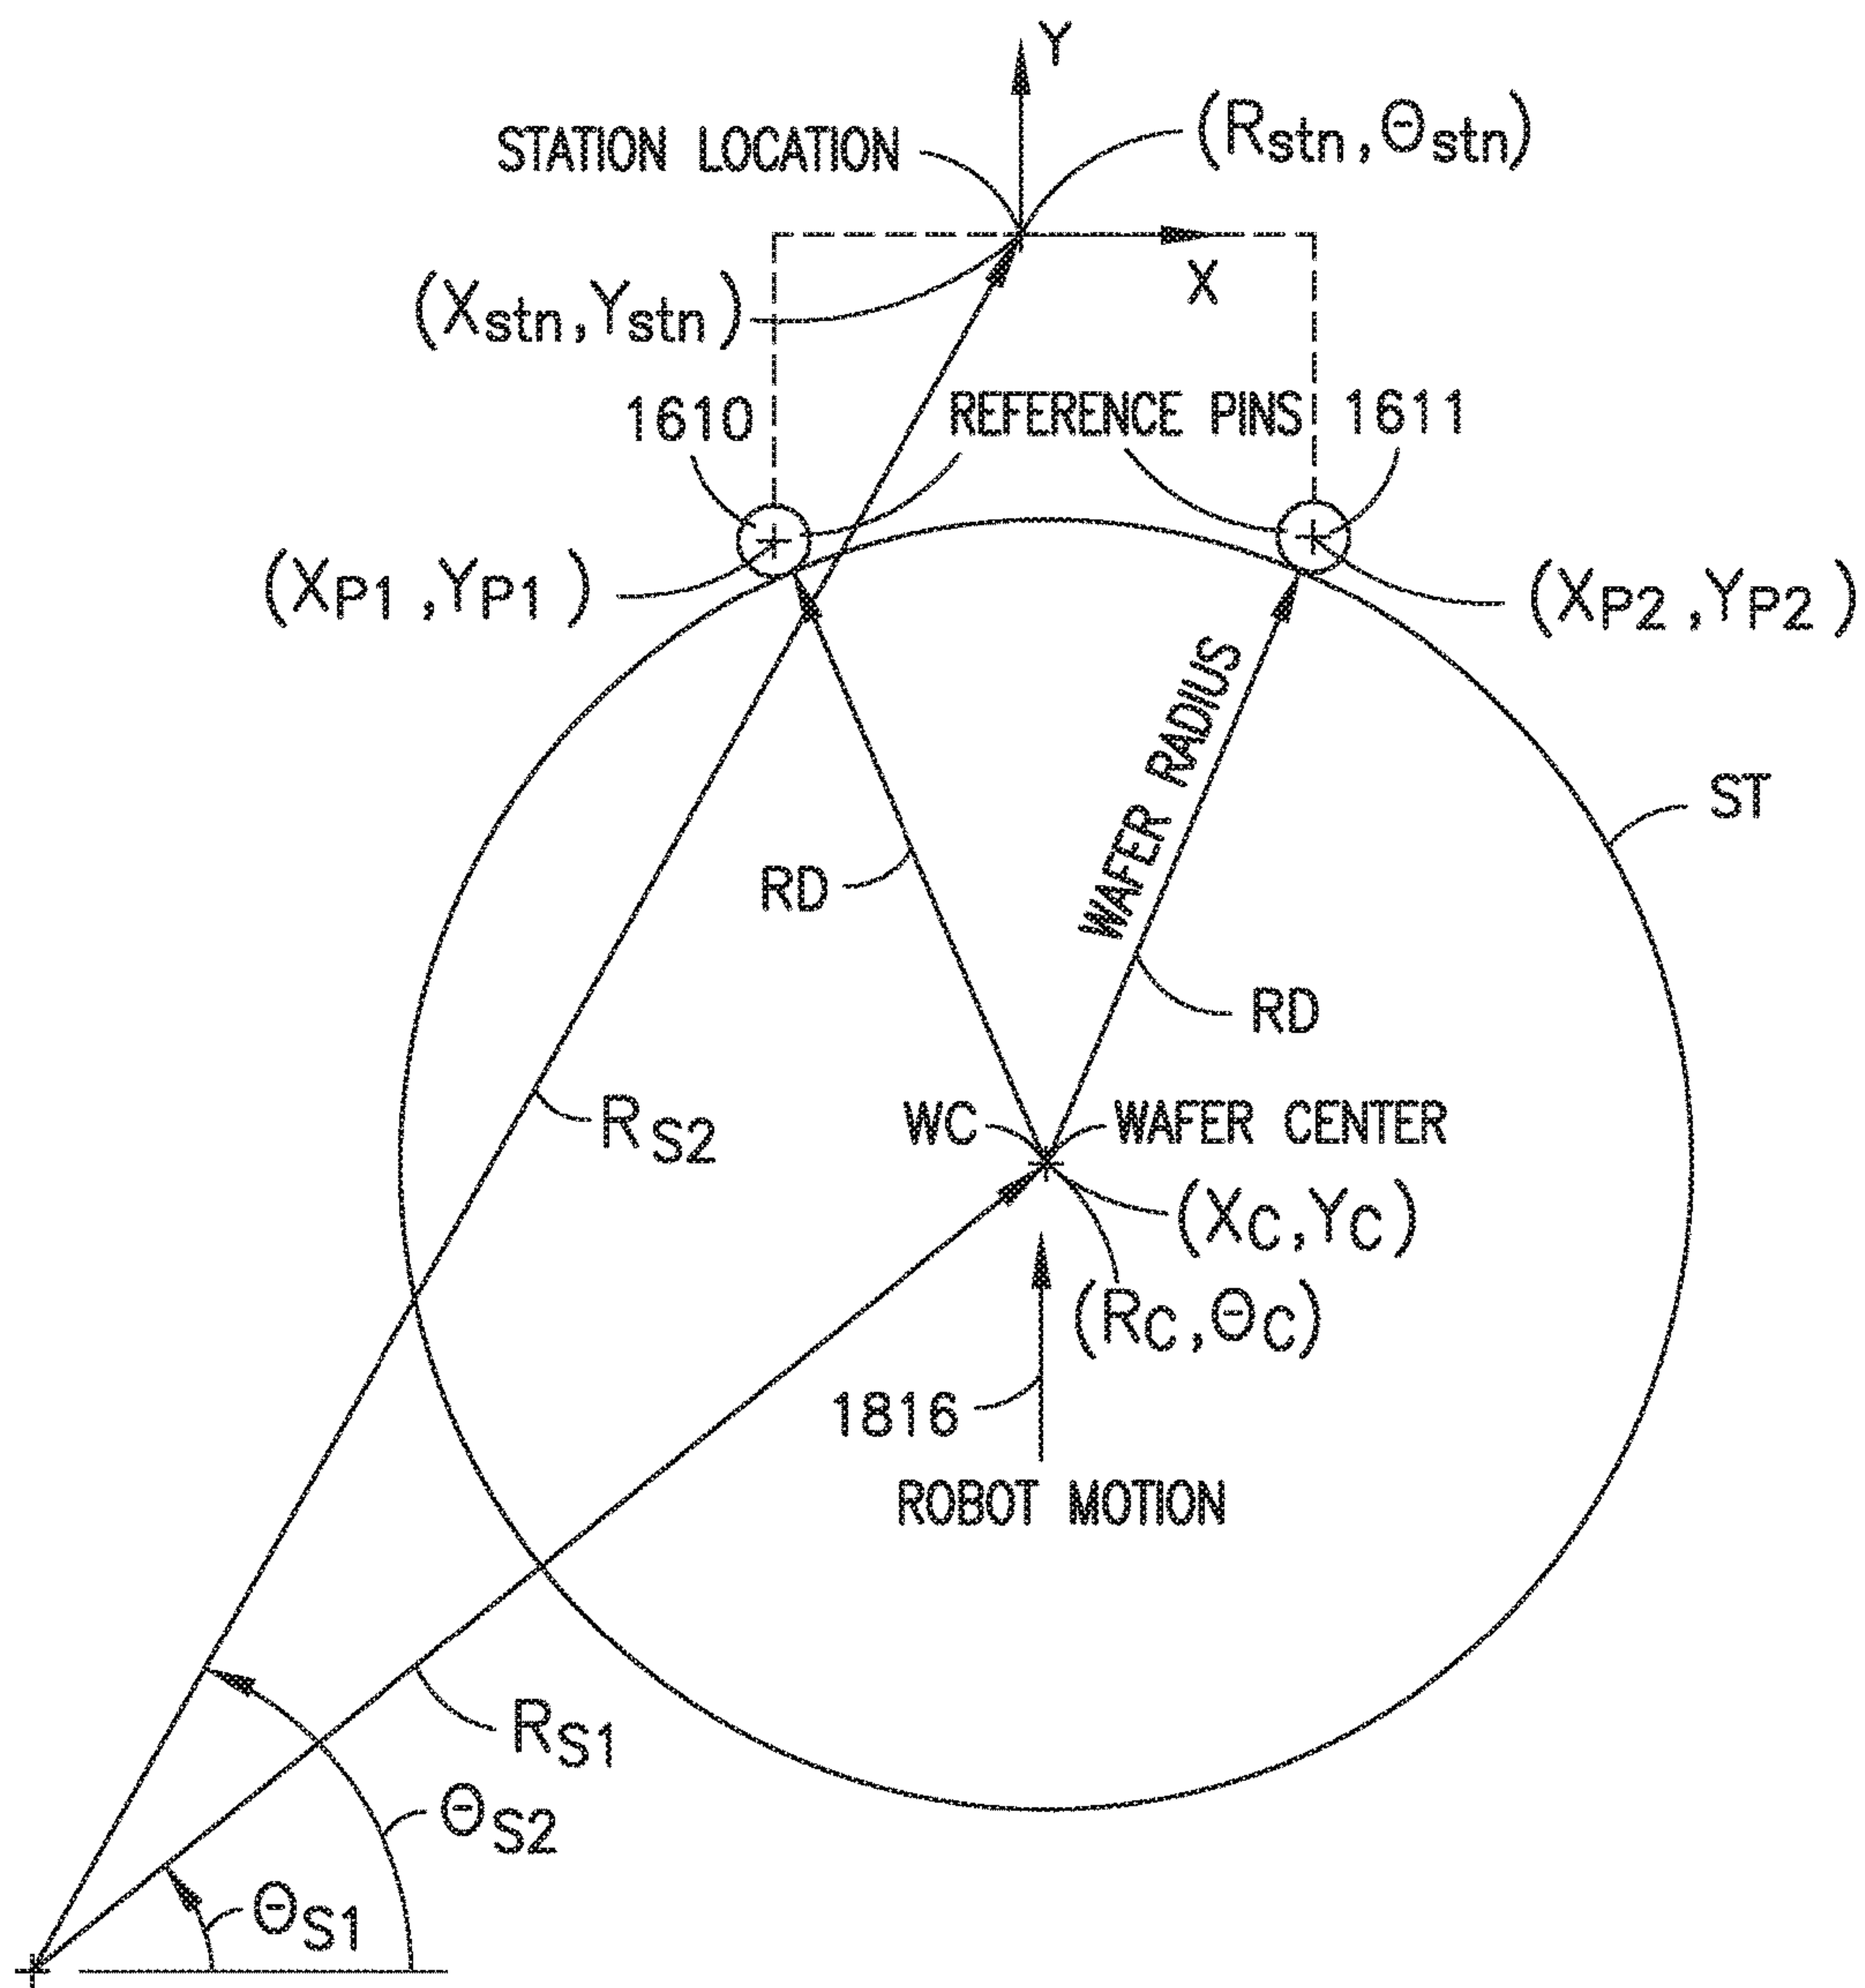 Y
STATION LOCATION
(Rstn,Θstn)
X
(Xstn,Ystn)
1610
REFERENCE PINS
1611
(XP1,YP1)
(XP2,YP2)
WAFER RADIUS
ST
RD
RD
RS2
WC
WAFER CENTER
(XC,YC)
(RC,ΘC)
1816
ROBOT MOTION
RS1
ΘS2
ΘS1